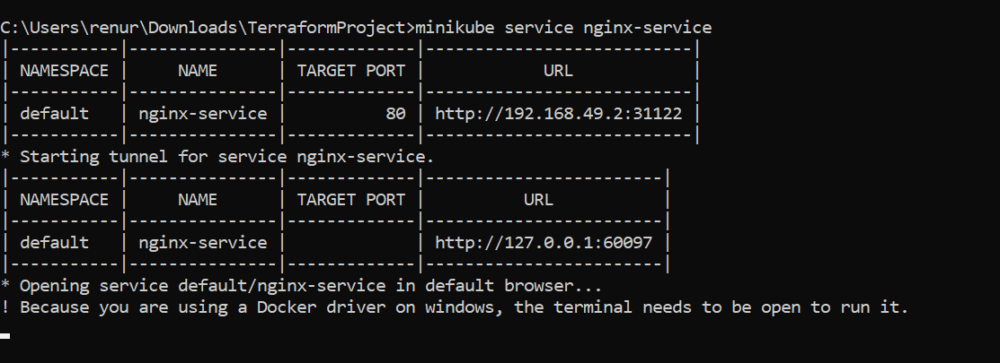 C:\Users\renur\Downloads\TerraformProject>minikube service nginx-service
|-----------|---------------|-------------|---------------------------|
| NAMESPACE |     NAME      | TARGET PORT |            URL            |
|-----------|---------------|-------------|---------------------------|
| default   | nginx-service |          80 | http://192.168.49.2:31122 |
|-----------|---------------|-------------|---------------------------|
* Starting tunnel for service nginx-service.
|-----------|---------------|-------------|------------------------|
| NAMESPACE |     NAME      | TARGET PORT |          URL           |
|-----------|---------------|-------------|------------------------|
| default   | nginx-service |             | http://127.0.0.1:60097 |
|-----------|---------------|-------------|------------------------|
* Opening service default/nginx-service in default browser...
! Because you are using a Docker driver on windows, the terminal needs to be open to run it.